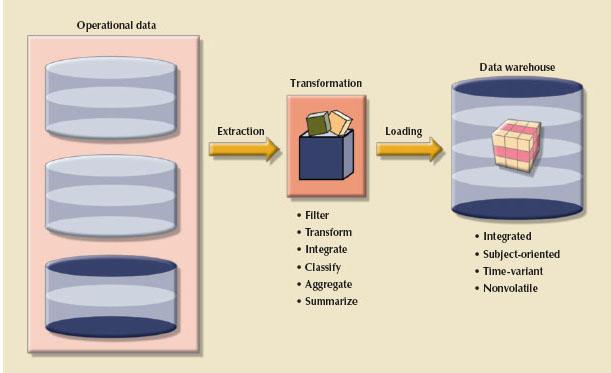 Operational data
Extraction
Transformation
• Filter
• Transform
• Integrate
• Classify
• Aggregate
• Summarize
Loading
Data warehouse
• Integrated
• Subject-oriented
• Time-variant
• Nonvolatile